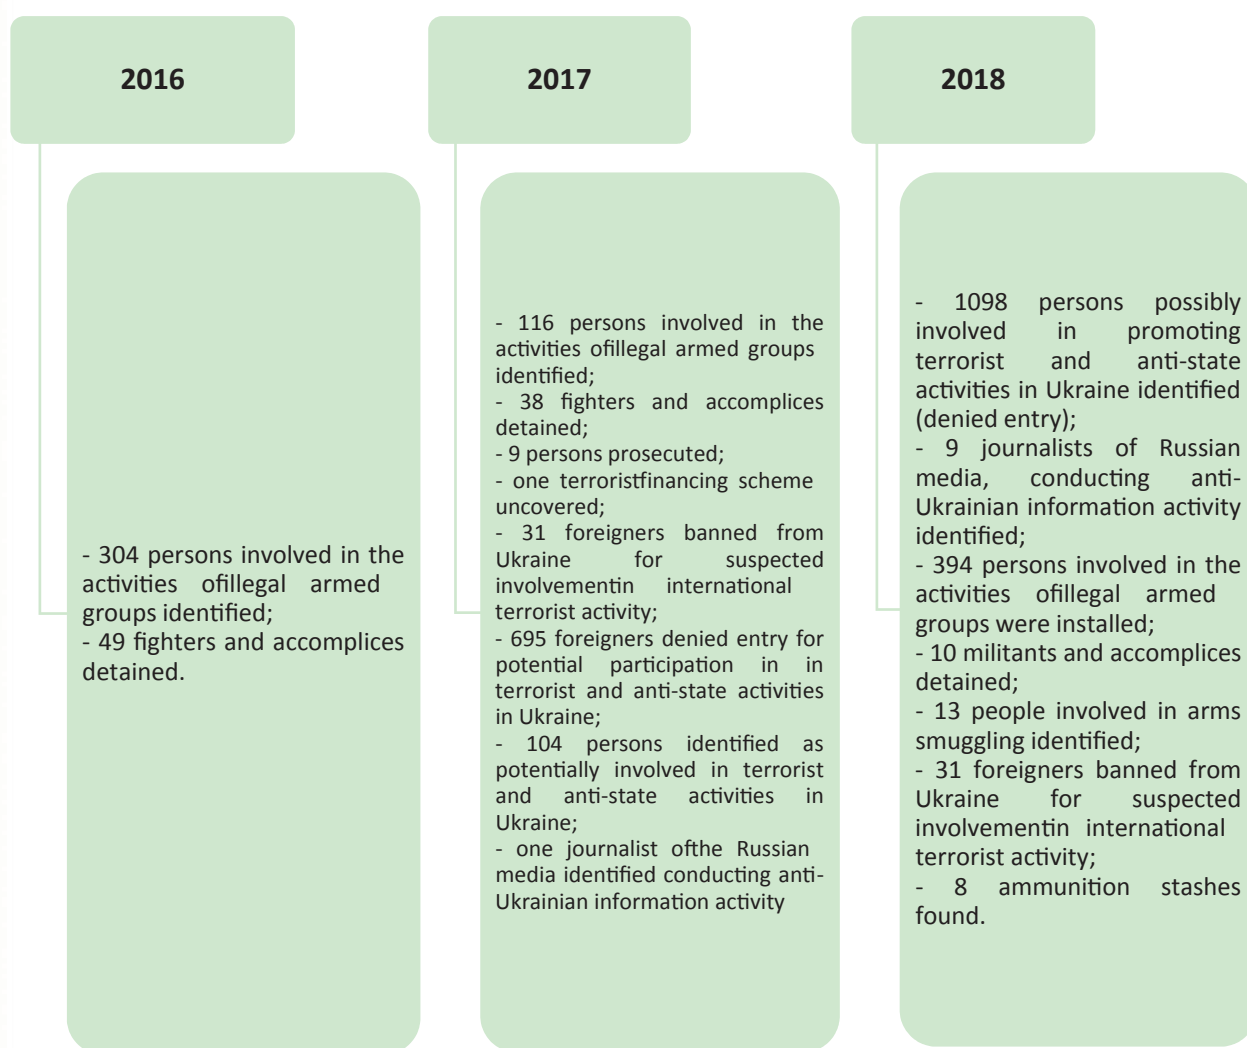 2016
- 304 persons involved in the
activities ofillegal armed
groups identified;
- 49 fighters and accomplices
detained.
2017
- 116 persons involved in the
activities ofillegal armed groups
identified;
- 38 fighters and accomplices
detained;
- 9 persons prosecuted;
- one terroristfinancing scheme
uncovered;
- 31 foreigners banned from
Ukraine for suspected
involvementin international
terrorist activity;
- 695 foreigners denied entry for
potential participation in in
terrorist and anti-state activities
in Ukraine;
- 104 persons identified as
potentially involved in terrorist
and anti-state activities in
Ukraine;
- one journalist ofthe Russian
media identified conducting anti-
Ukrainian information activity
2018
- 1098 persons possibly
involved in promoting
terrorist and anti-state
activities in Ukraine identified
(denied entry);
- 9 journalists of Russian
media, conducting anti-
Ukrainian information activity
identified;
- 394 persons involved in the
activities ofillegal armed
groups were installed;
- 10 militants and accomplices
detained;
- 13 people involved in arms
smuggling identified;
- 31 foreigners banned from
Ukraine for suspected
involvementin international
terrorist activity;
- 8 ammunition stashes
found.